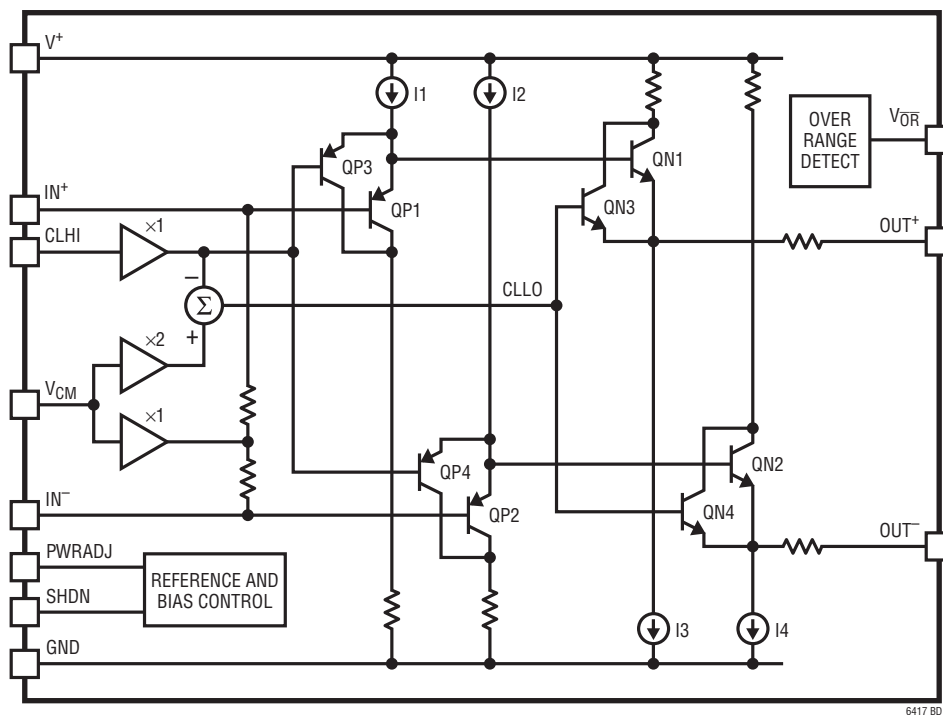 V+
I1
I2
OVER
RANGE
DETECT
VOR
QP3
QN1
IN+
QP1
QN3
CLHI
×1
OUT+
−
Σ
CLLO
+
×2
VCM
×1
QP4
QN2
IN−
QP2
QN4
OUT−
PWRADJ
REFERENCE AND
BIAS CONTROL
SHDN
I3
I4
GND
6417 BD